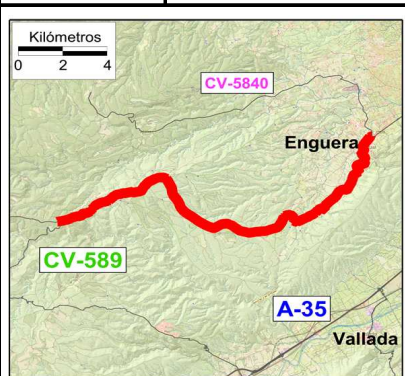 Kilómetros
0 2 4
CV-5840
Enguera
CV-589
A-35
Vallada